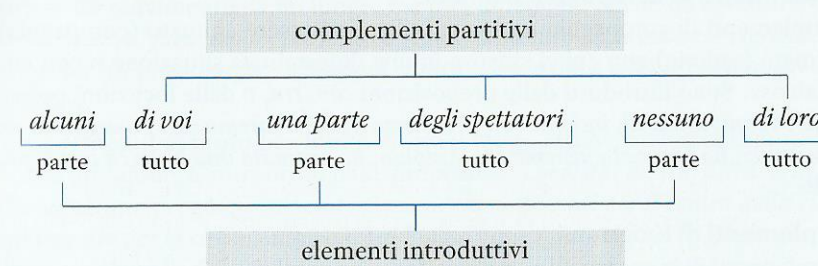 complementi partitivi
alcuni di voi una parte degli spettatori nessuno di loro
parte tutto parte tutto parte tutto
elementi introduttivi